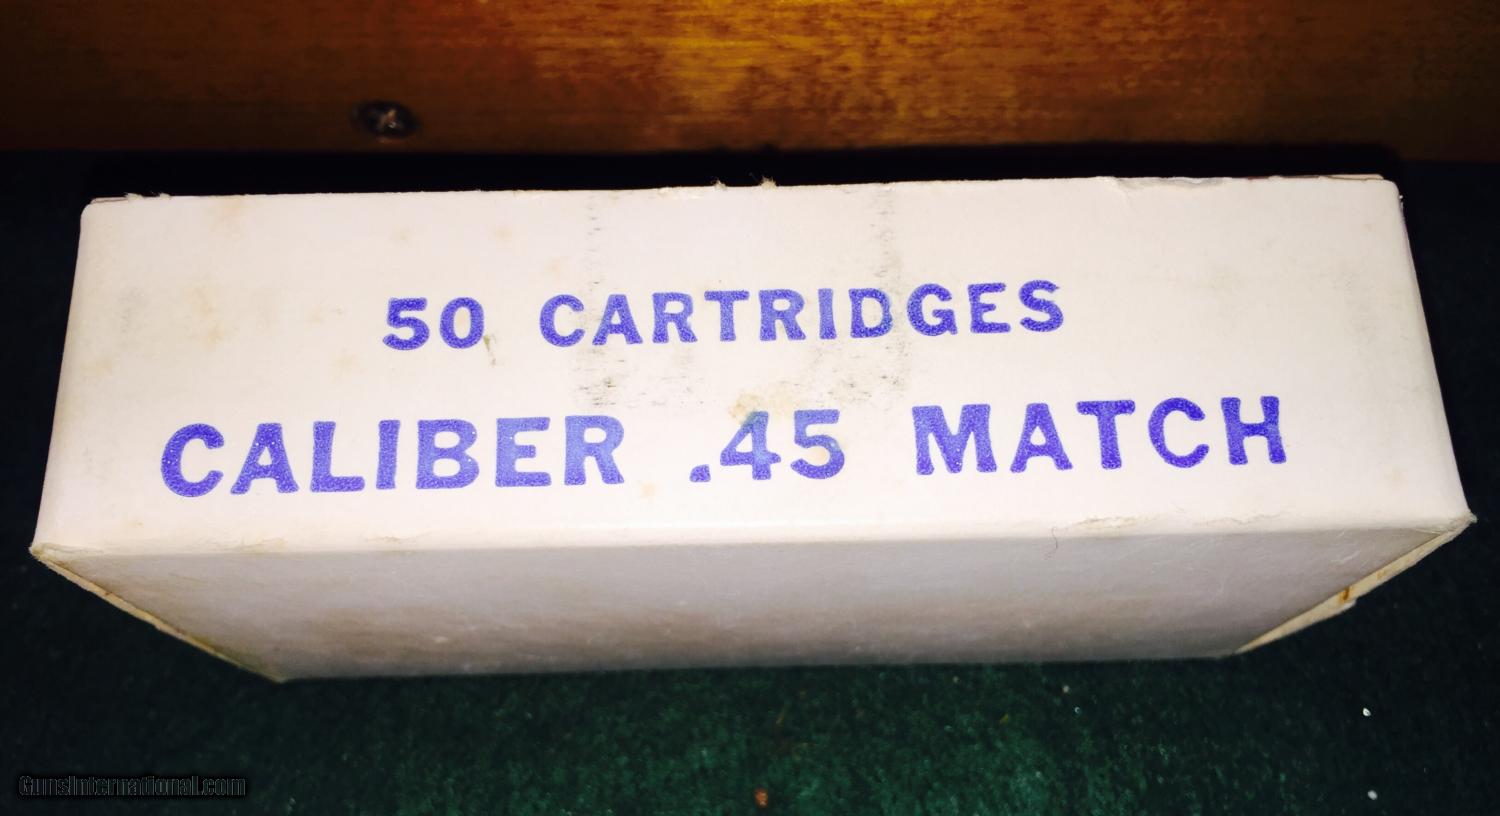 50 CARTRIDGES
CALIBER .45 MATCH
GunsInternational.com